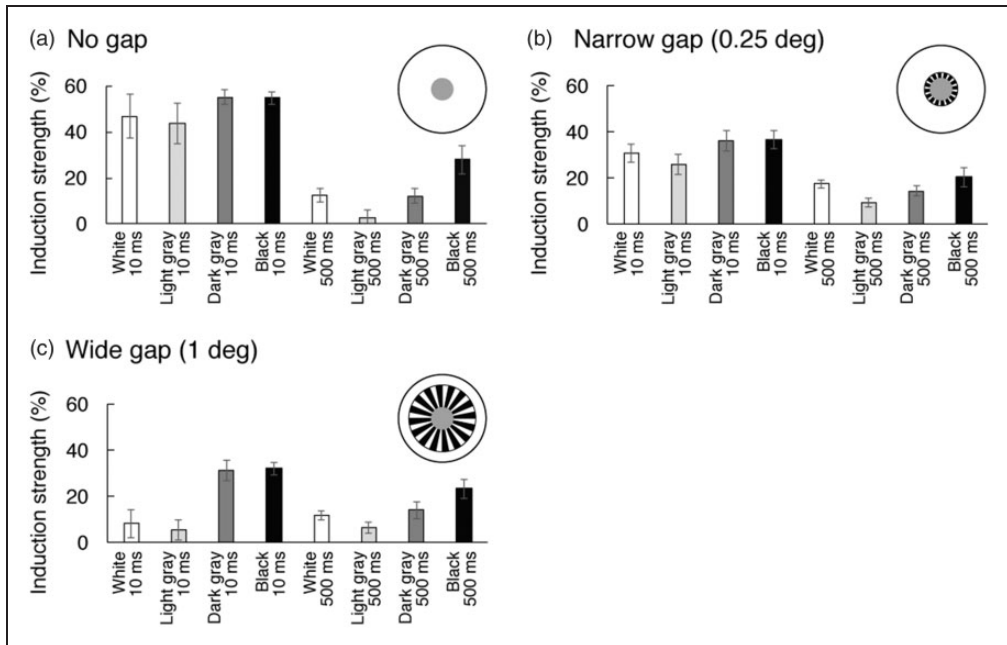 (a) No gap
Induction strength (%)
60
40
20
0
White 10 ms
Light gray 10 ms
Dark gray 10 ms
Black 10 ms
White 500 ms
Light gray 500 ms
Dark gray 500 ms
Black 500 ms
(b) Narrow gap (0.25 deg)
Induction strength (%)
60
40
20
0
White 10 ms
Light gray 10 ms
Dark gray 10 ms
Black 10 ms
White 500 ms
Light gray 500 ms
Dark gray 500 ms
Black 500 ms
(c) Wide gap (1 deg)
Induction strength (%)
60
40
20
0
White 10 ms
Light gray 10 ms
Dark gray 10 ms
Black 10 ms
White 500 ms
Light gray 500 ms
Dark gray 500 ms
Black 500 ms